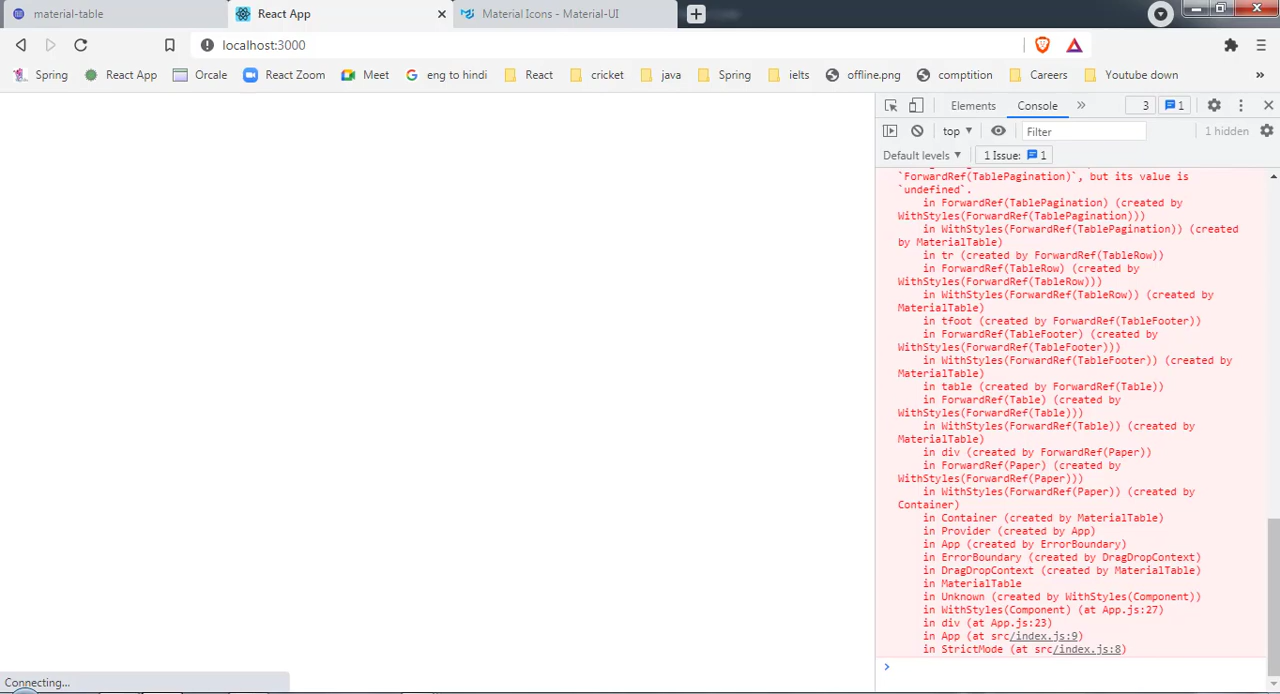 material-table
React App
Material Icons - Material-UI
localhost:3000
Spring
React App
Orcale
React Zoom
Meet
eng to hindi
React
cricket
java
Spring
ielts
offline.png
comptition
Careers
Youtube down
»
Elements
Console
»
3
1
top
Filter
1 hidden
Default levels
1 Issue:
1
`ForwardRef(TablePagination)`, but its value is
`undefined`.
in ForwardRef(TablePagination) (created by
WithStyles(ForwardRef(TablePagination)))
in WithStyles(ForwardRef(TablePagination)) (created
by MaterialTable)
in tr (created by ForwardRef(TableRow))
in ForwardRef(TableRow) (created by
WithStyles(ForwardRef(TableRow)))
in WithStyles(ForwardRef(TableRow)) (created by
MaterialTable)
in tfoot (created by ForwardRef(TableFooter))
in ForwardRef(TableFooter) (created by
WithStyles(ForwardRef(TableFooter)))
in WithStyles(ForwardRef(TableFooter)) (created by
MaterialTable)
in table (created by ForwardRef(Table))
in ForwardRef(Table) (created by
WithStyles(ForwardRef(Table)))
in WithStyles(ForwardRef(Table)) (created by
MaterialTable)
in div (created by ForwardRef(Paper))
in ForwardRef(Paper) (created by
WithStyles(ForwardRef(Paper)))
in WithStyles(ForwardRef(Paper)) (created by
Container)
in Container (created by MaterialTable)
in Provider (created by App)
in App (created by ErrorBoundary)
in ErrorBoundary (created by DragDropContext)
in DragDropContext (created by MaterialTable)
in MaterialTable
in Unknown (created by WithStyles(Component))
in WithStyles(Component) (at App.js:27)
in div (at App.js:23)
in App (at src/index.js:9)
in StrictMode (at src/index.js:8)
>
Connecting...